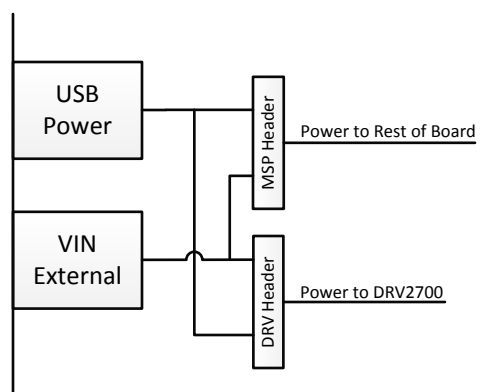 USB
Power
MSP Header
Power to Rest of Board
VIN
External
DRV Header
Power to DRV2700